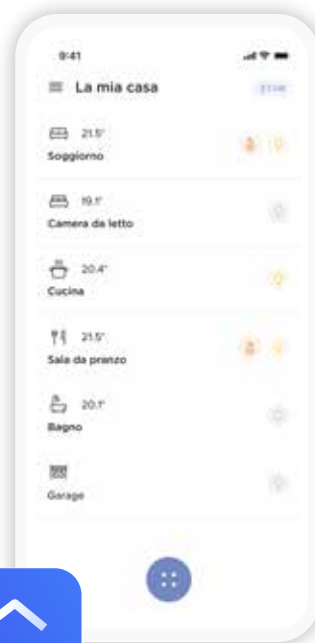 9:41
La mia casa
21.5°
Soggiorno
19.1°
Camera da letto
20.4°
Cucina
21.5°
Sala da pranzo
20.1°
Bagno
Garage